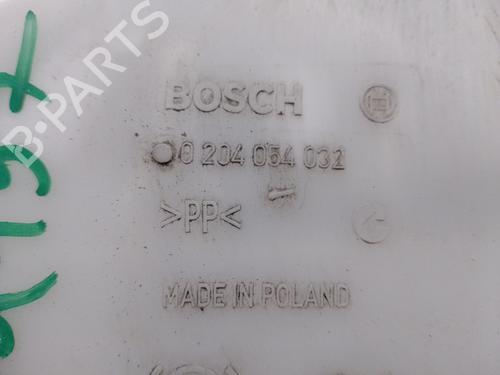 BOSCH
0 204 054 032
>PP<
MADE IN POLAND
B-PARTS